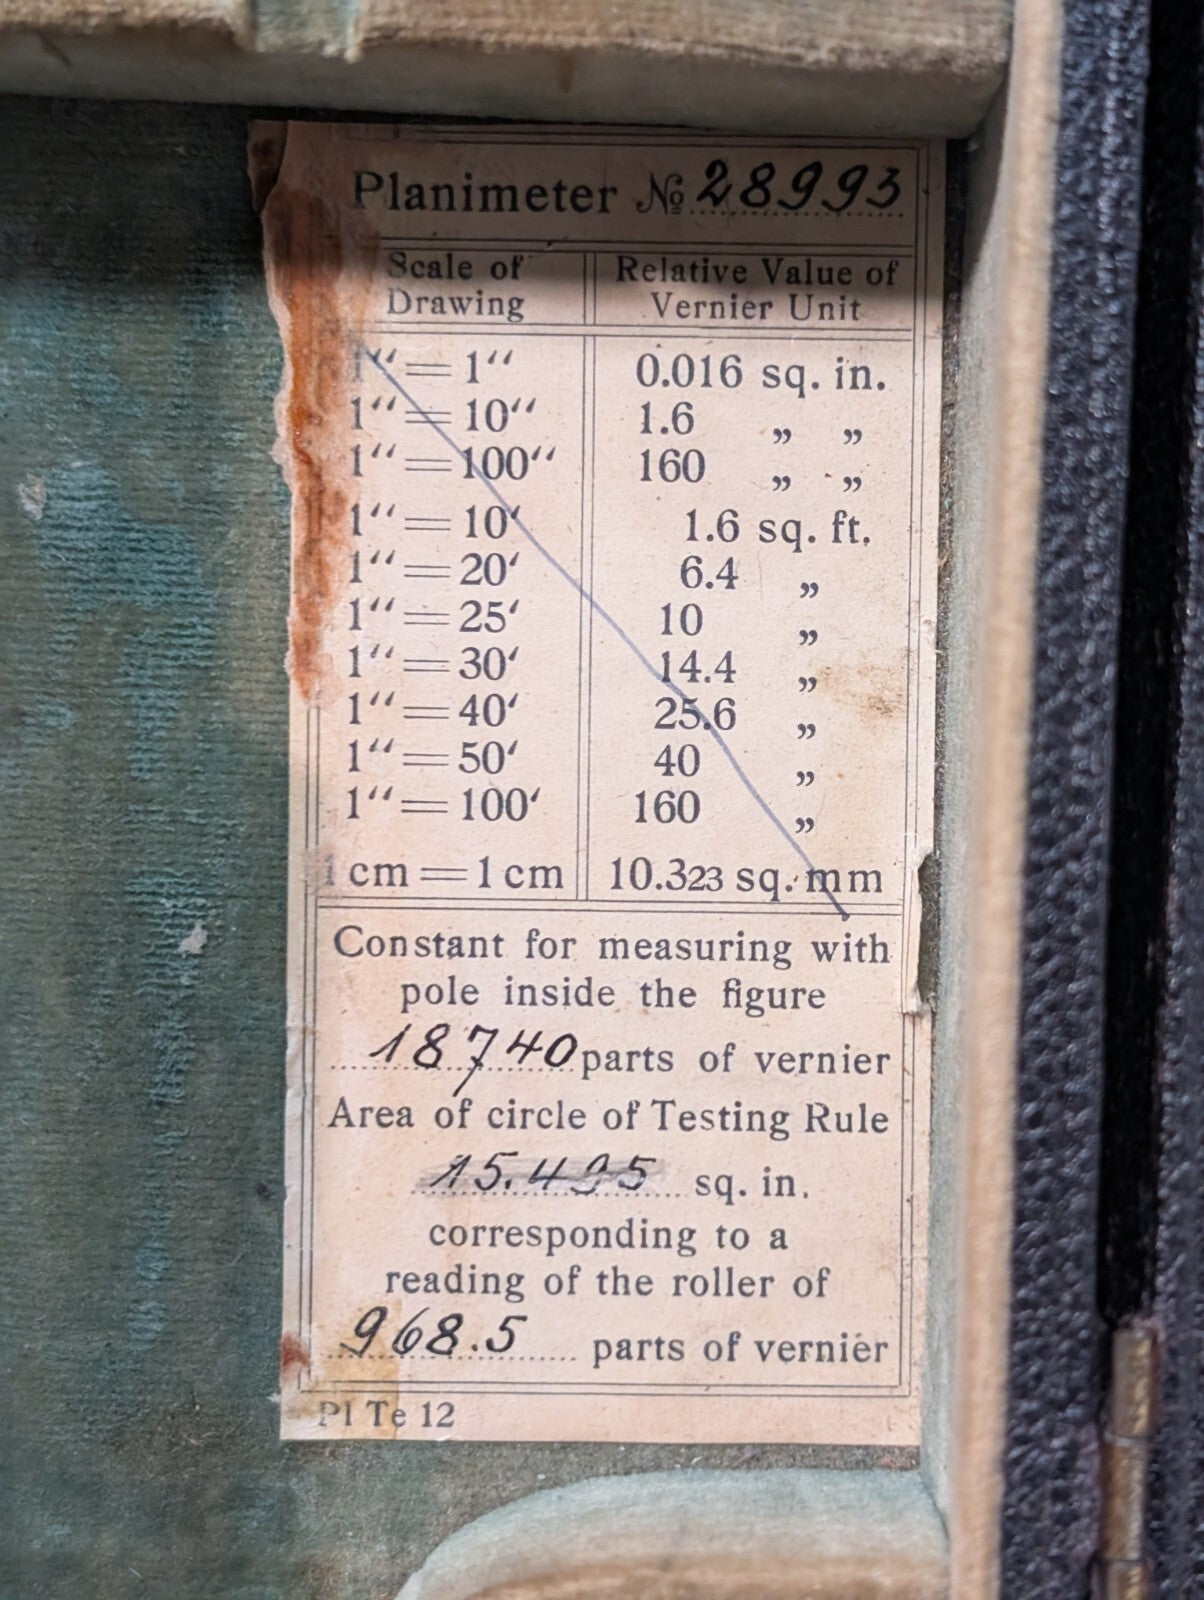 Planimeter № 28993
Scale of Drawing Relative Value of Vernier Unit
1" = 1" 0.016 sq. in.
1" = 10" 1.6 „ „
1" = 100" 160 „ „
1" = 10' 1.6 sq. ft.
1" = 20' 6.4 „
1" = 25' 10 „
1" = 30' 14.4 „
1" = 40' 25.6 „
1" = 50' 40 „
1" = 100' 160 „
1 cm = 1 cm 10.323 sq. mm
Constant for measuring with
pole inside the figure
18740 parts of vernier
Area of circle of Testing Rule
15.495 sq. in.
corresponding to a
reading of the roller of
968.5 parts of vernier
Pl Te 12